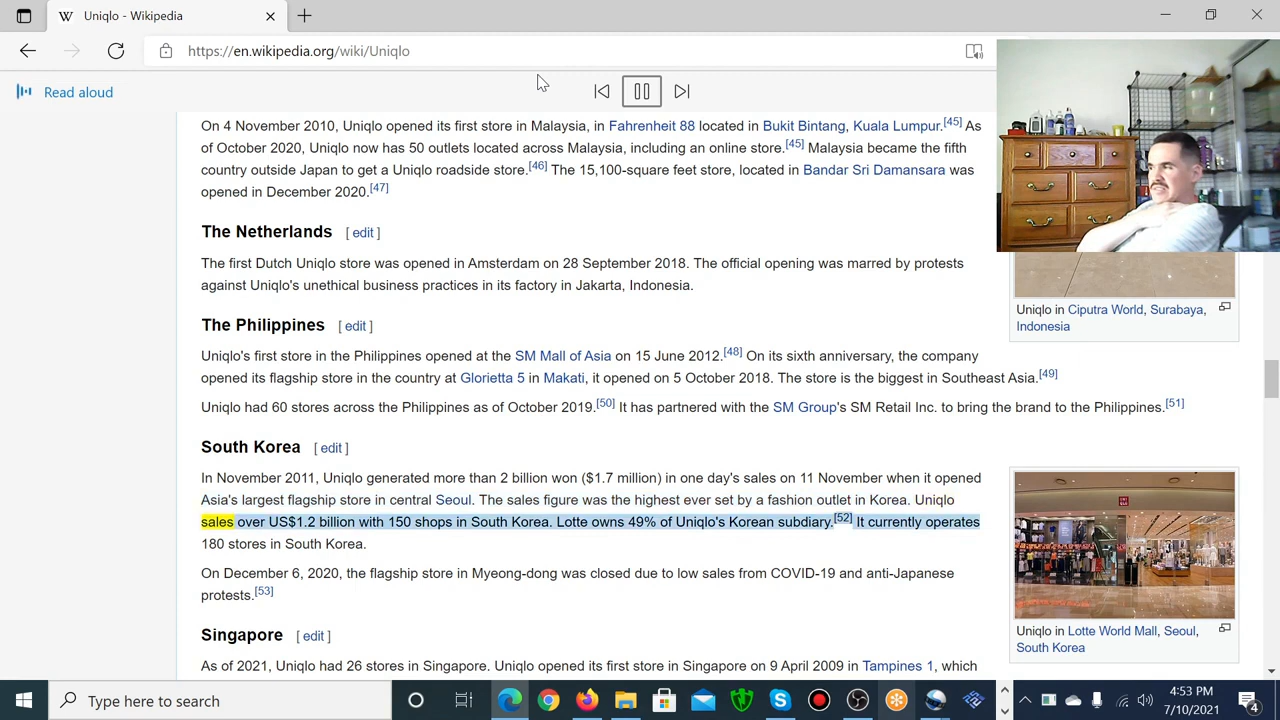 Uniqlo - Wikipedia
https://en.wikipedia.org/wiki/Uniqlo
Read aloud
On 4 November 2010, Uniqlo opened its first store in Malaysia, in Fahrenheit 88 located in Bukit Bintang, Kuala Lumpur.[45] As
of October 2020, Uniqlo now has 50 outlets located across Malaysia, including an online store.[45] Malaysia became the fifth
country outside Japan to get a Uniqlo roadside store.[46] The 15,100-square feet store, located in Bandar Sri Damansara was
opened in December 2020.[47]
The Netherlands [ edit ]
The first Dutch Uniqlo store was opened in Amsterdam on 28 September 2018. The official opening was marred by protests
against Uniqlo's unethical business practices in its factory in Jakarta, Indonesia.
Uniqlo in Ciputra World, Surabaya,
Indonesia
The Philippines [ edit ]
Uniqlo's first store in the Philippines opened at the SM Mall of Asia on 15 June 2012.[48] On its sixth anniversary, the company
opened its flagship store in the country at Glorietta 5 in Makati, it opened on 5 October 2018. The store is the biggest in Southeast Asia.[49]
Uniqlo had 60 stores across the Philippines as of October 2019.[50] It has partnered with the SM Group's SM Retail Inc. to bring the brand to the Philippines.[51]
South Korea [ edit ]
In November 2011, Uniqlo generated more than 2 billion won ($1.7 million) in one day's sales on 11 November when it opened
Asia's largest flagship store in central Seoul. The sales figure was the highest ever set by a fashion outlet in Korea. Uniqlo
sales over US$1.2 billion with 150 shops in South Korea. Lotte owns 49% of Uniqlo's Korean subdiary.[52] It currently operates
180 stores in South Korea.
On December 6, 2020, the flagship store in Myeong-dong was closed due to low sales from COVID-19 and anti-Japanese
protests.[53]
Uniqlo in Lotte World Mall, Seoul,
South Korea
Singapore [ edit ]
As of 2021, Uniqlo had 26 stores in Singapore. Uniqlo opened its first store in Singapore on 9 April 2009 in Tampines 1, which
Type here to search
4:53 PM
7/10/2021
4